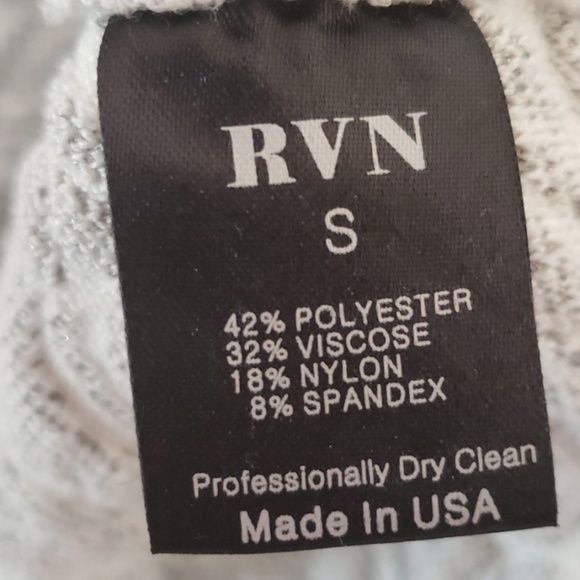 RVN
S
42% POLYESTER
32% VISCOSE
18% NYLON
8% SPANDEX
Professionally Dry Clean
Made In USA